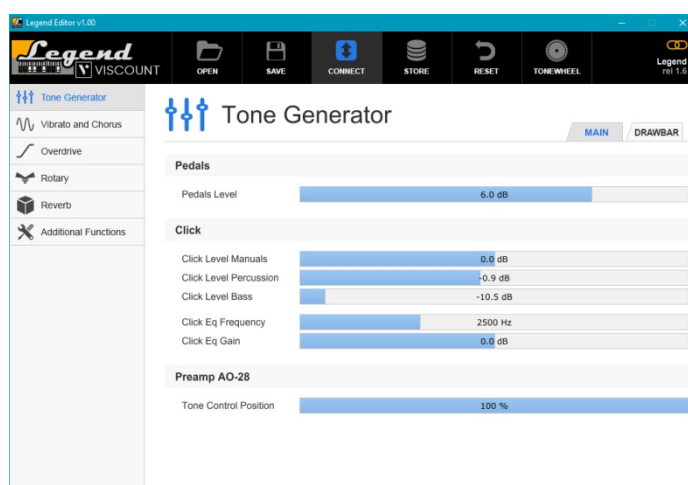 Legend Editor v1.00
Legend
VISCOUNT
OPEN
SAVE
CONNECT
STORE
RESET
TONEWHEEL
Legend
rel 1.6
Tone Generator
Vibrato and Chorus
Overdrive
Rotary
Reverb
Additional Functions
Tone Generator
MAIN
DRAWBAR
Pedals
Pedals Level 6.0 dB
Click
Click Level Manuals 0.0 dB
Click Level Percussion -0.9 dB
Click Level Bass -10.5 dB
Click Eq Frequency 2500 Hz
Click Eq Gain 0.0 dB
Preamp AO-28
Tone Control Position 100 %